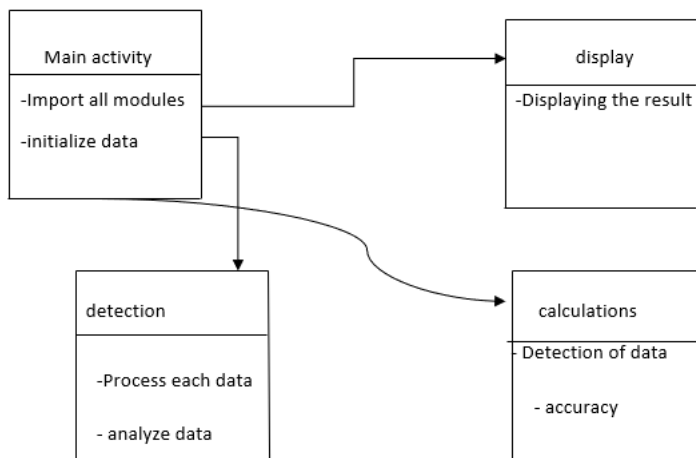 Main activity
-Import all modules
-initialize data
display
-Displaying the result
detection
-Process each data
- analyze data
calculations
- Detection of data
- accuracy